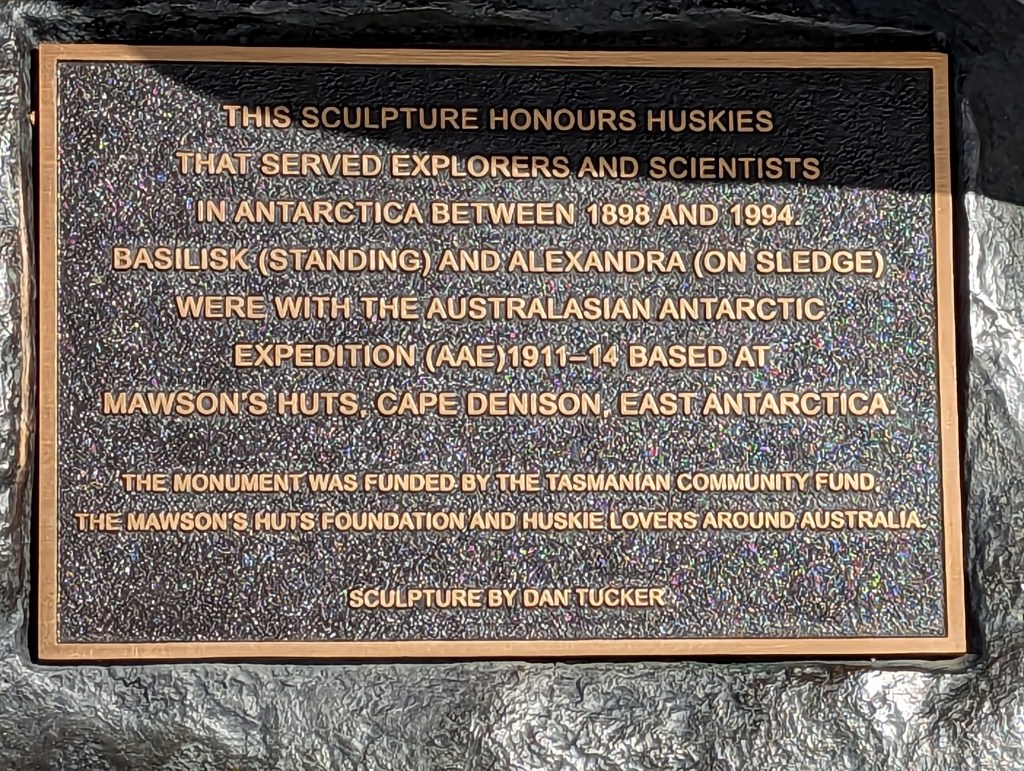 THIS SCULPTURE HONOURS HUSKIES
THAT SERVED EXPLORERS AND SCIENTISTS
IN ANTARCTICA BETWEEN 1898 AND 1994.
BASILISK (STANDING) AND ALEXANDRA (ON SLEDGE)
WERE WITH THE AUSTRALASIAN ANTARCTIC
EXPEDITION (AAE)1911–14 BASED AT
MAWSON'S HUTS, CAPE DENISON, EAST ANTARCTICA.
THE MONUMENT WAS FUNDED BY THE TASMANIAN COMMUNITY FUND,
THE MAWSON'S HUTS FOUNDATION AND HUSKIE LOVERS AROUND AUSTRALIA.
SCULPTURE BY DAN TUCKER